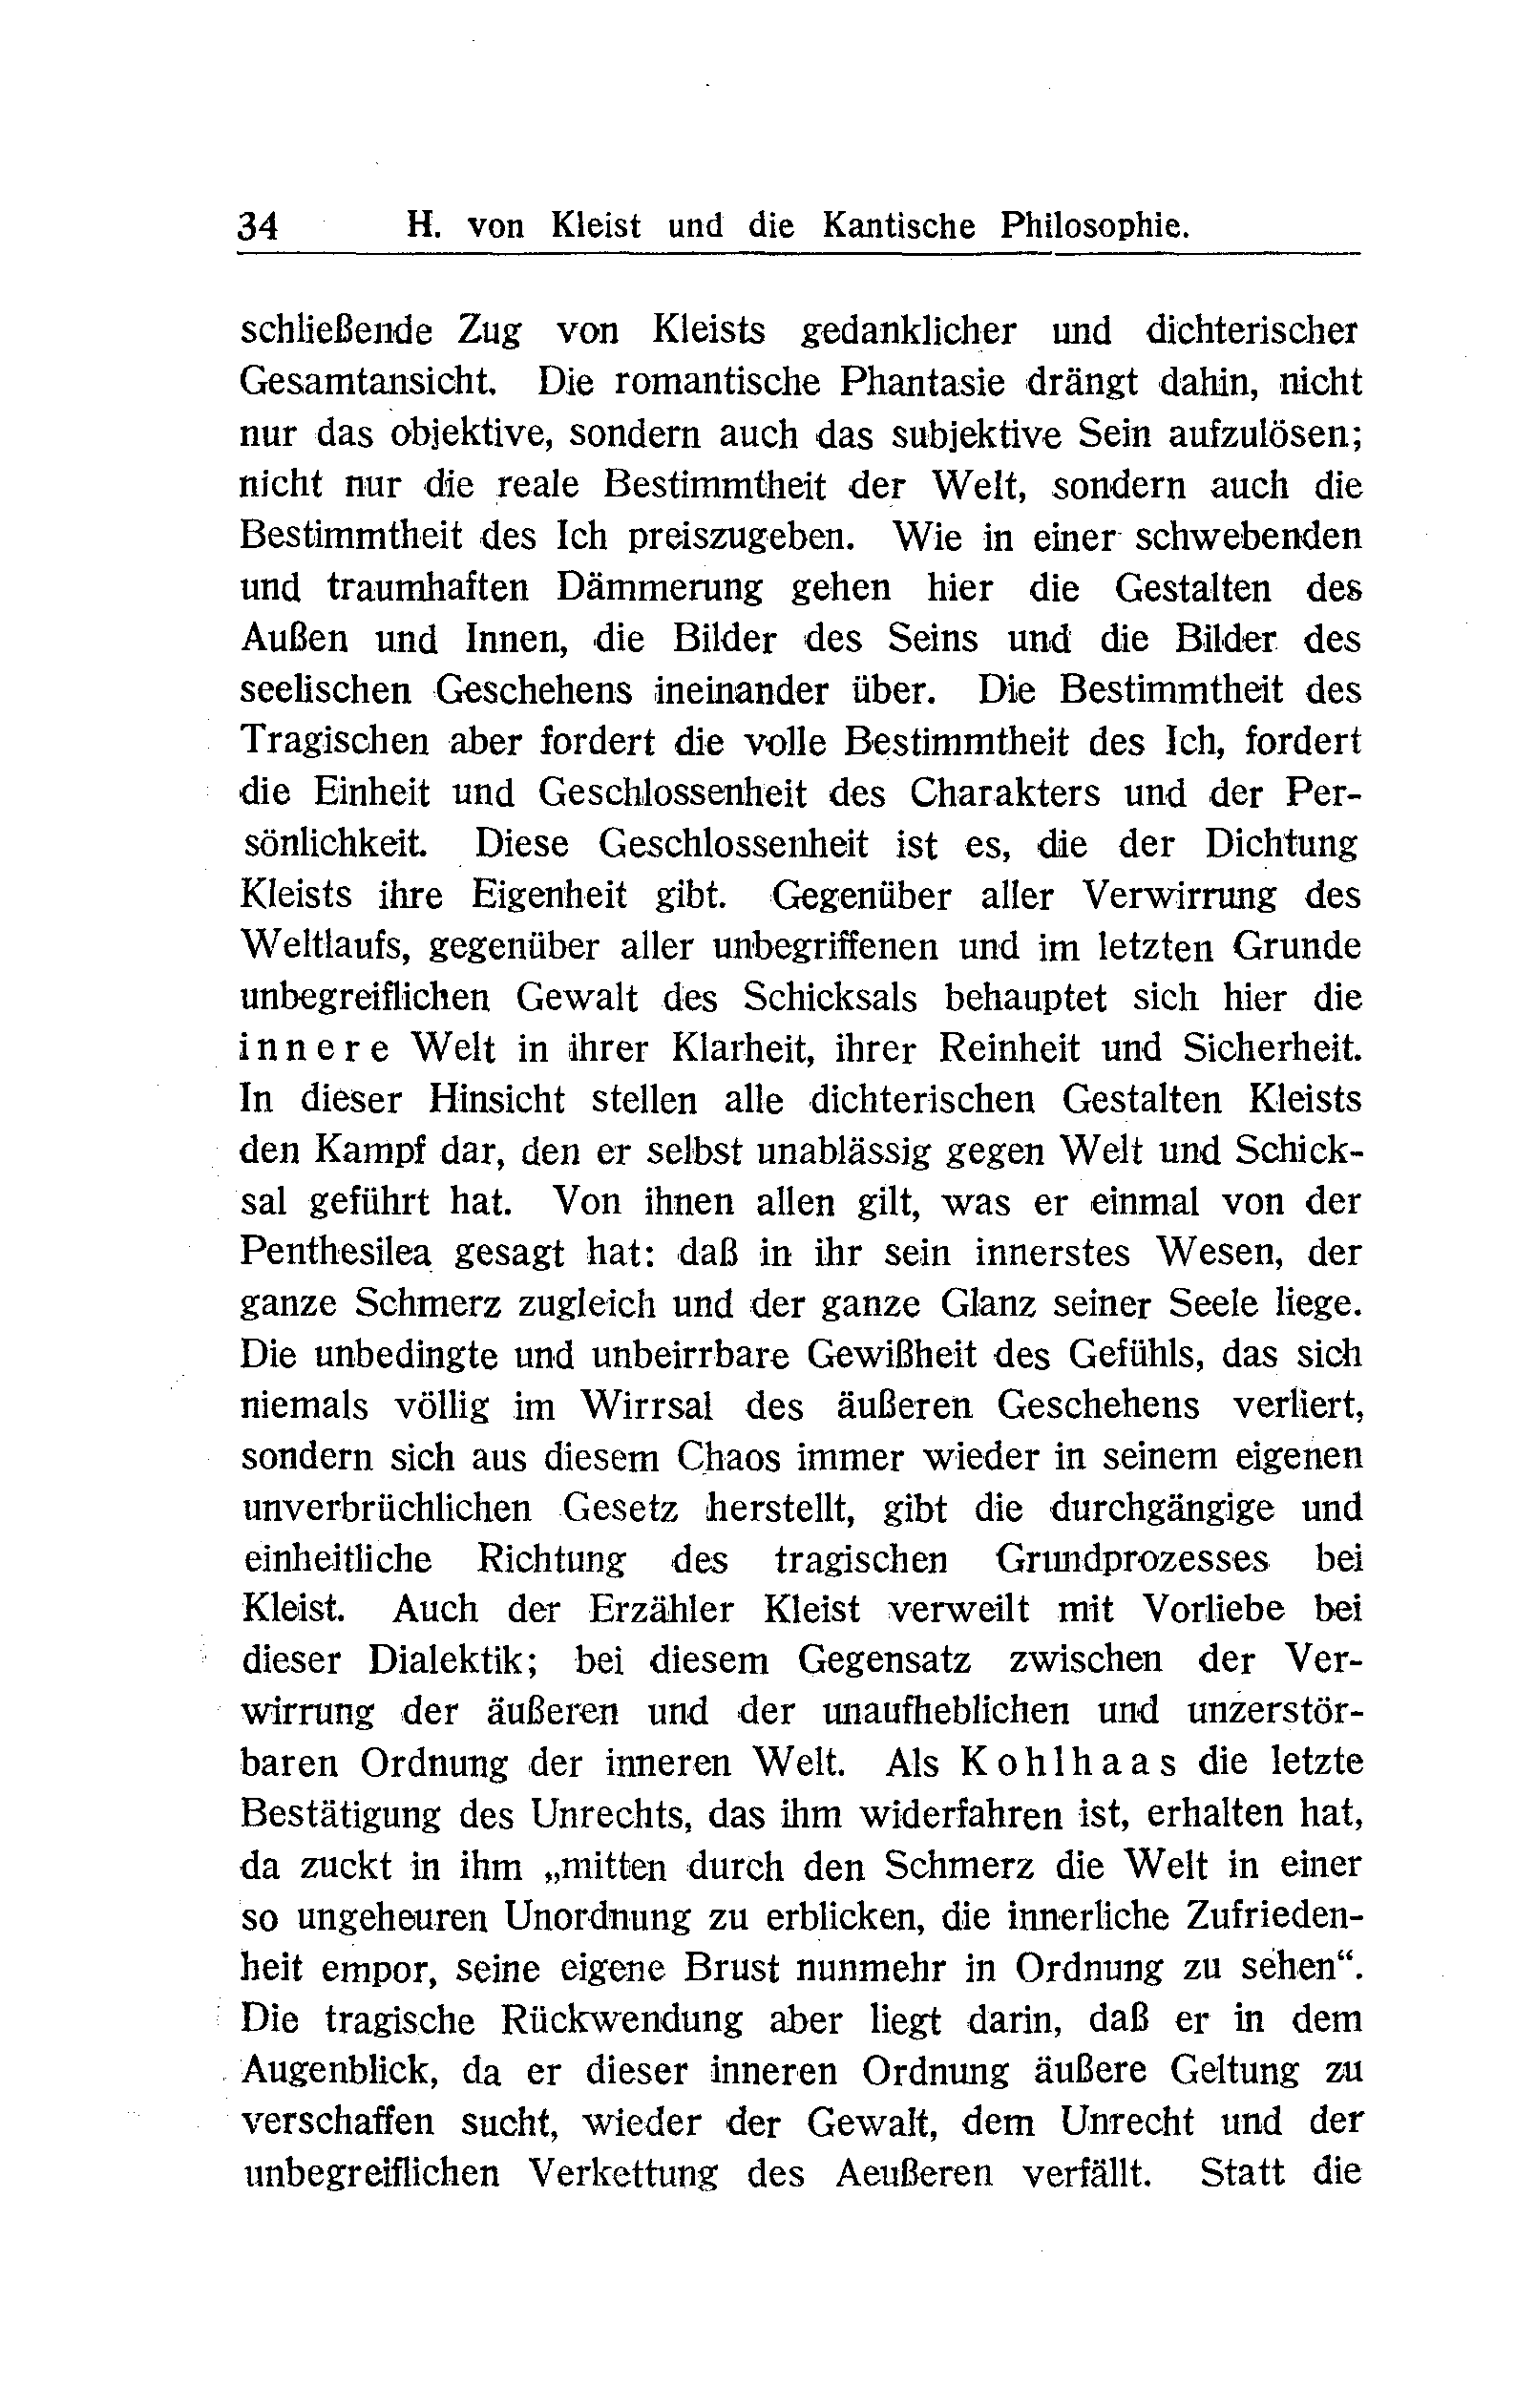 34 H. von Kleist und die Kantische Philosophie.
schließende Zug von Kleists gedanklicher und dichterischer
Gesamtansicht. Die romantische Phantasie drängt dahin, nicht
nur das objektive, sondern auch das subjektive Sein aufzulösen;
nicht nur die reale Bestimmtheit der Welt, sondern auch die
Bestimmtheit des Ich preiszugeben. Wie in einer schwebenden
und traumhaften Dämmerung gehen hier die Gestalten des
Außen und Innen, die Bilder des Seins und die Bilder des
seelischen Geschehens ineinander über. Die Bestimmtheit des
Tragischen aber fordert die volle Bestimmtheit des Ich, fordert
die Einheit und Geschlossenheit des Charakters und der Per-
sönlichkeit. Diese Geschlossenheit ist es, die der Dichtung
Kleists ihre Eigenheit gibt. Gegenüber aller Verwirrung des
Weltlaufs, gegenüber aller unbegriffenen und im letzten Grunde
unbegreiflichen Gewalt des Schicksals behauptet sich hier die
innere Welt in ihrer Klarheit, ihrer Reinheit und Sicherheit.
In dieser Hinsicht stellen alle dichterischen Gestalten Kleists
den Kampf dar, den er selbst unablässig gegen Welt und Schick-
sal geführt hat. Von ihnen allen gilt, was er einmal von der
Penthesilea gesagt hat: daß in ihr sein innerstes Wesen, der
ganze Schmerz zugleich und der ganze Glanz seiner Seele liege.
Die unbedingte und unbeirrbare Gewißheit des Gefühls, das sich
niemals völlig im Wirrsal des äußeren Geschehens verliert,
sondern sich aus diesem Chaos immer wieder in seinem eigenen
unverbrüchlichen Gesetz herstellt, gibt die durchgängige und
einheitliche Richtung des tragischen Grundprozesses bei
Kleist. Auch der Erzähler Kleist verweilt mit Vorliebe bei
dieser Dialektik; bei diesem Gegensatz zwischen der Ver-
wirrung der äußeren und der unaufheblichen und unzerstör-
baren Ordnung der inneren Welt. Als Kohlhaas die letzte
Bestätigung des Unrechts, das ihm widerfahren ist, erhalten hat,
da zuckt in ihm „mitten durch den Schmerz die Welt in einer
so ungeheuren Unordnung zu erblicken, die innerliche Zufrieden-
heit empor, seine eigene Brust nunmehr in Ordnung zu sehen“.
Die tragische Rückwendung aber liegt darin, daß er in dem
Augenblick, da er dieser inneren Ordnung äußere Geltung zu
verschaffen sucht, wieder der Gewalt, dem Unrecht und der
unbegreiflichen Verkettung des Aeußeren verfällt. Statt die